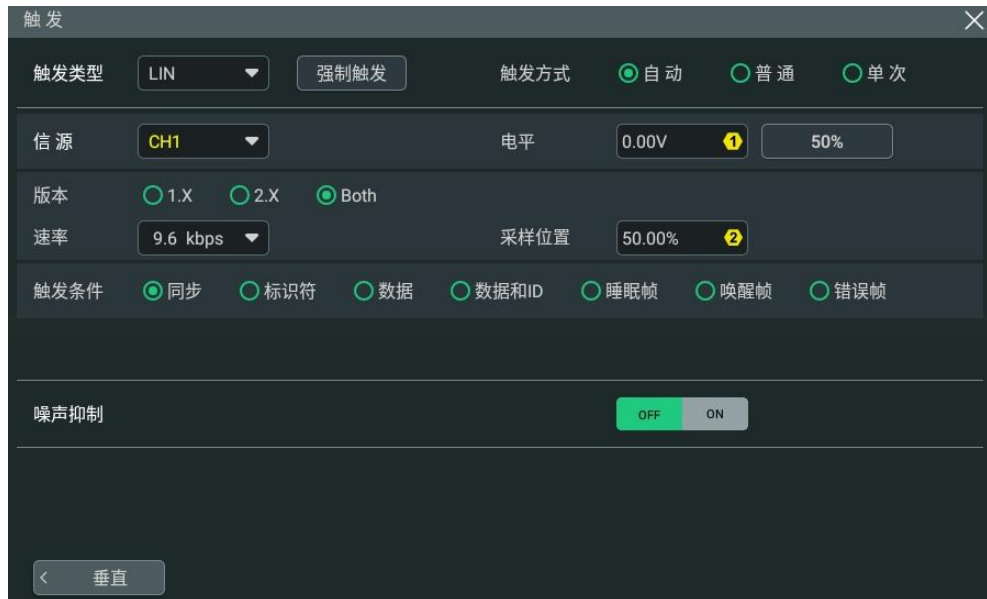 触发
触发类型 LIN 强制触发 触发方式 自动 普通 单次
信源 CH1 电平 0.00V 1 50%
版本 1.X 2.X Both
速率 9.6 kbps 采样位置 50.00% 2
触发条件 同步 标识符 数据 数据和ID 睡眠帧 唤醒帧 错误帧
噪声抑制 OFF ON
垂直